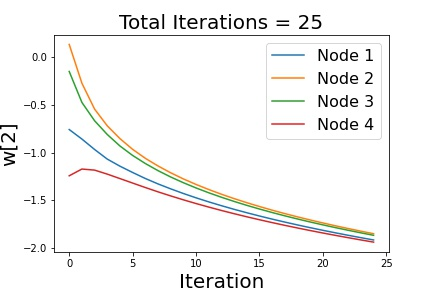 Total Iterations = 25
w[2]
0.0
−0.5
−1.0
−1.5
−2.0
Node 1
Node 2
Node 3
Node 4
0 5 10 15 20 25
Iteration